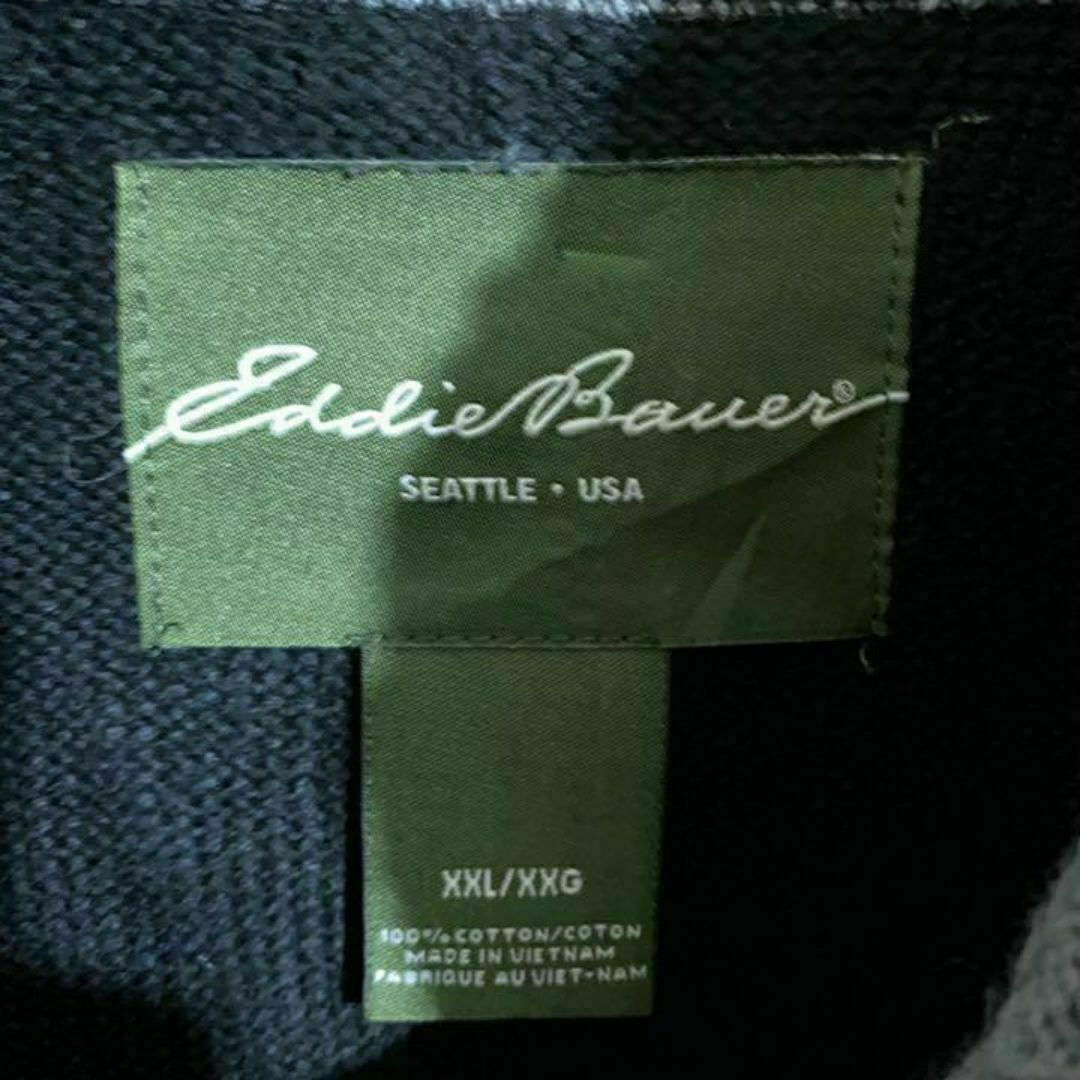 Eddie Bauer®
SEATTLE • USA
XXL/XXG
100% COTTON/COTON
MADE IN VIETNAM
FABRIQUE AU VIET-NAM